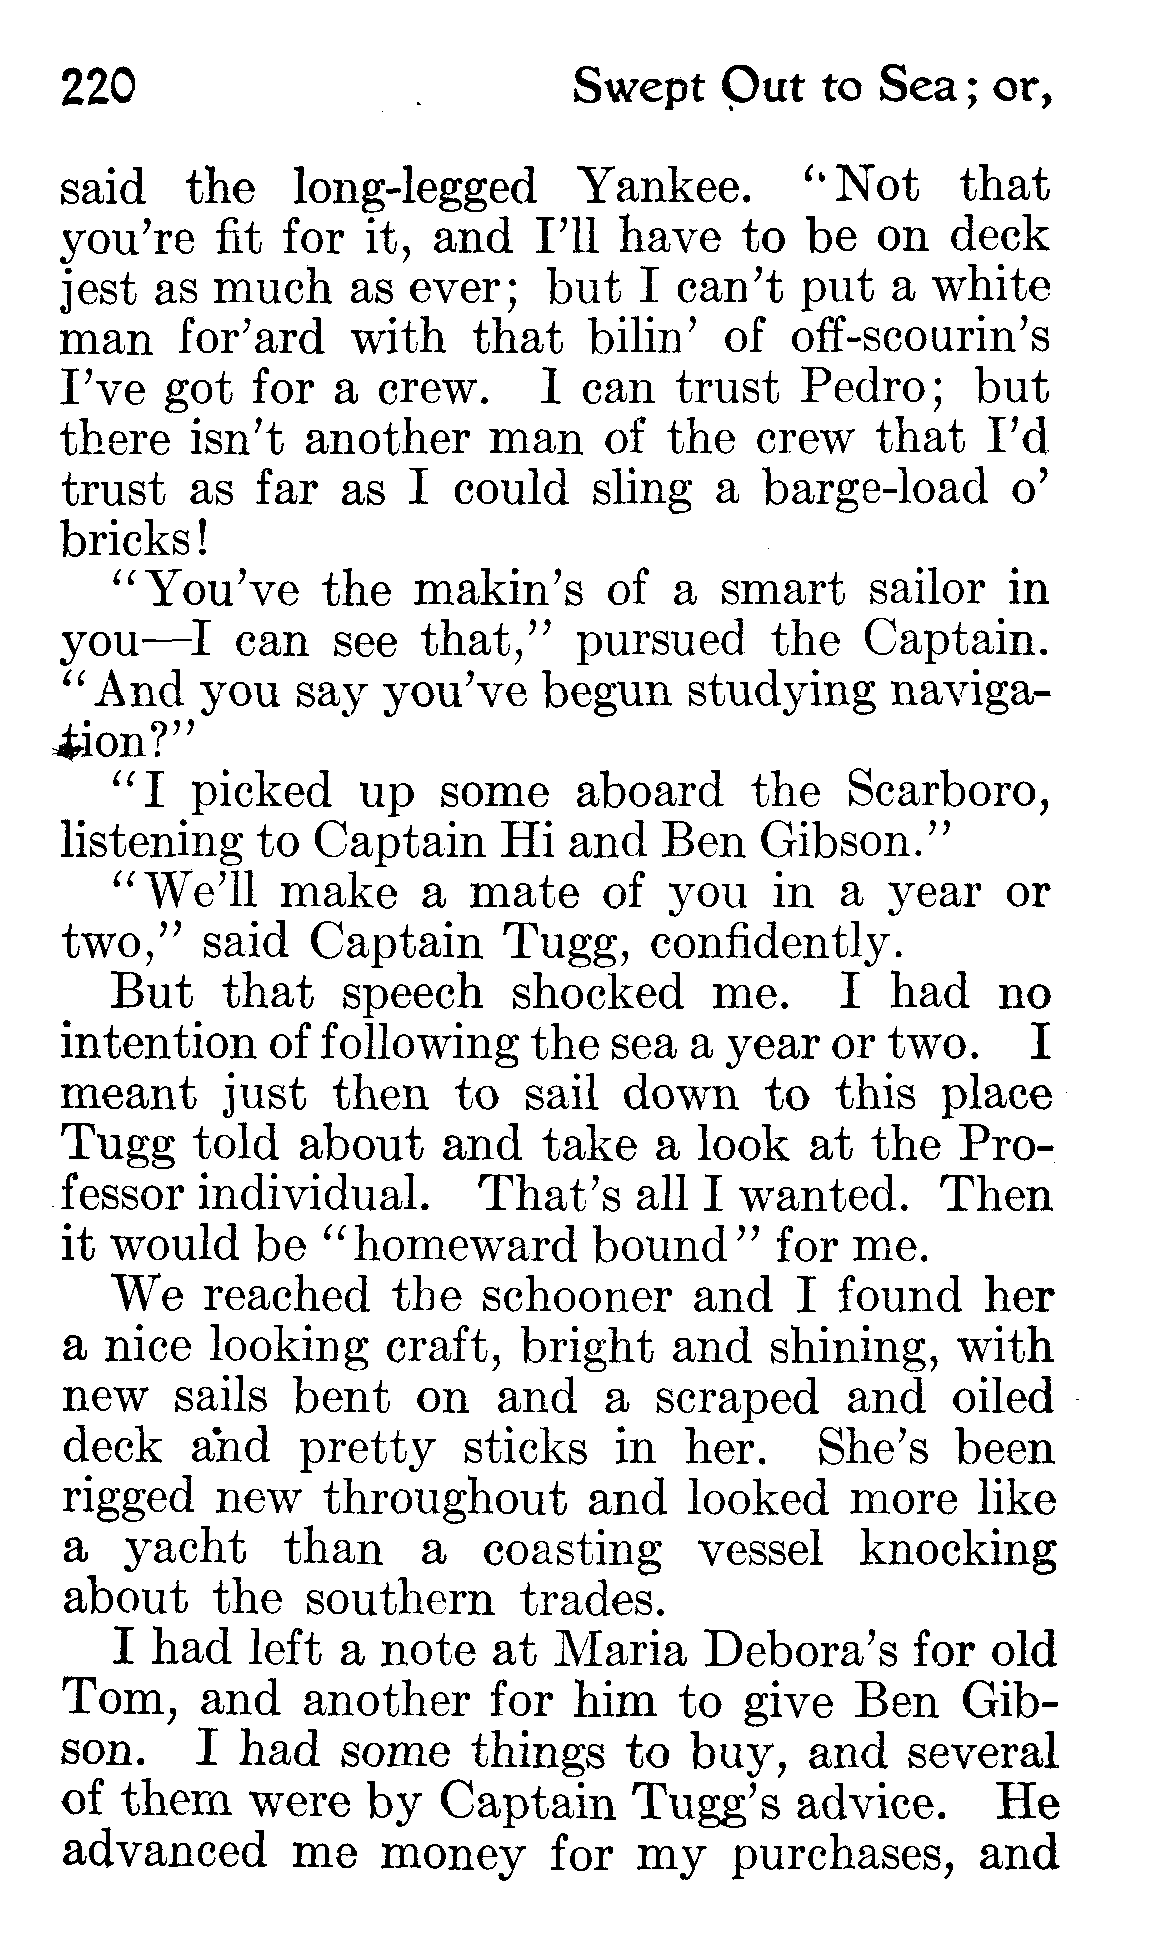 220 Swept Out to Sea; or,
said the long-legged Yankee. "Not that
you're fit for it, and I'll have to be on deck
jest as much as ever; but I can't put a white
man for'ard with that bilin' of off-scourin's
I've got for a crew. I can trust Pedro; but
there isn't another man of the crew that I'd
trust as far as I could sling a barge-load o'
bricks!
"You've the makin's of a smart sailor in
you—I can see that," pursued the Captain.
"And you say you've begun studying naviga-
tion?"
"I picked up some aboard the Scarboro,
listening to Captain Hi and Ben Gibson."
"We'll make a mate of you in a year or
two," said Captain Tugg, confidently.
But that speech shocked me. I had no
intention of following the sea a year or two. I
meant just then to sail down to this place
Tugg told about and take a look at the Pro-
fessor individual. That's all I wanted. Then
it would be "homeward bound" for me.
We reached the schooner and I found her
a nice looking craft, bright and shining, with
new sails bent on and a scraped and oiled
deck and pretty sticks in her. She's been
rigged new throughout and looked more like
a yacht than a coasting vessel knocking
about the southern trades.
I had left a note at Maria Debora's for old
Tom, and another for him to give Ben Gib-
son. I had some things to buy, and several
of them were by Captain Tugg's advice. He
advanced me money for my purchases, and